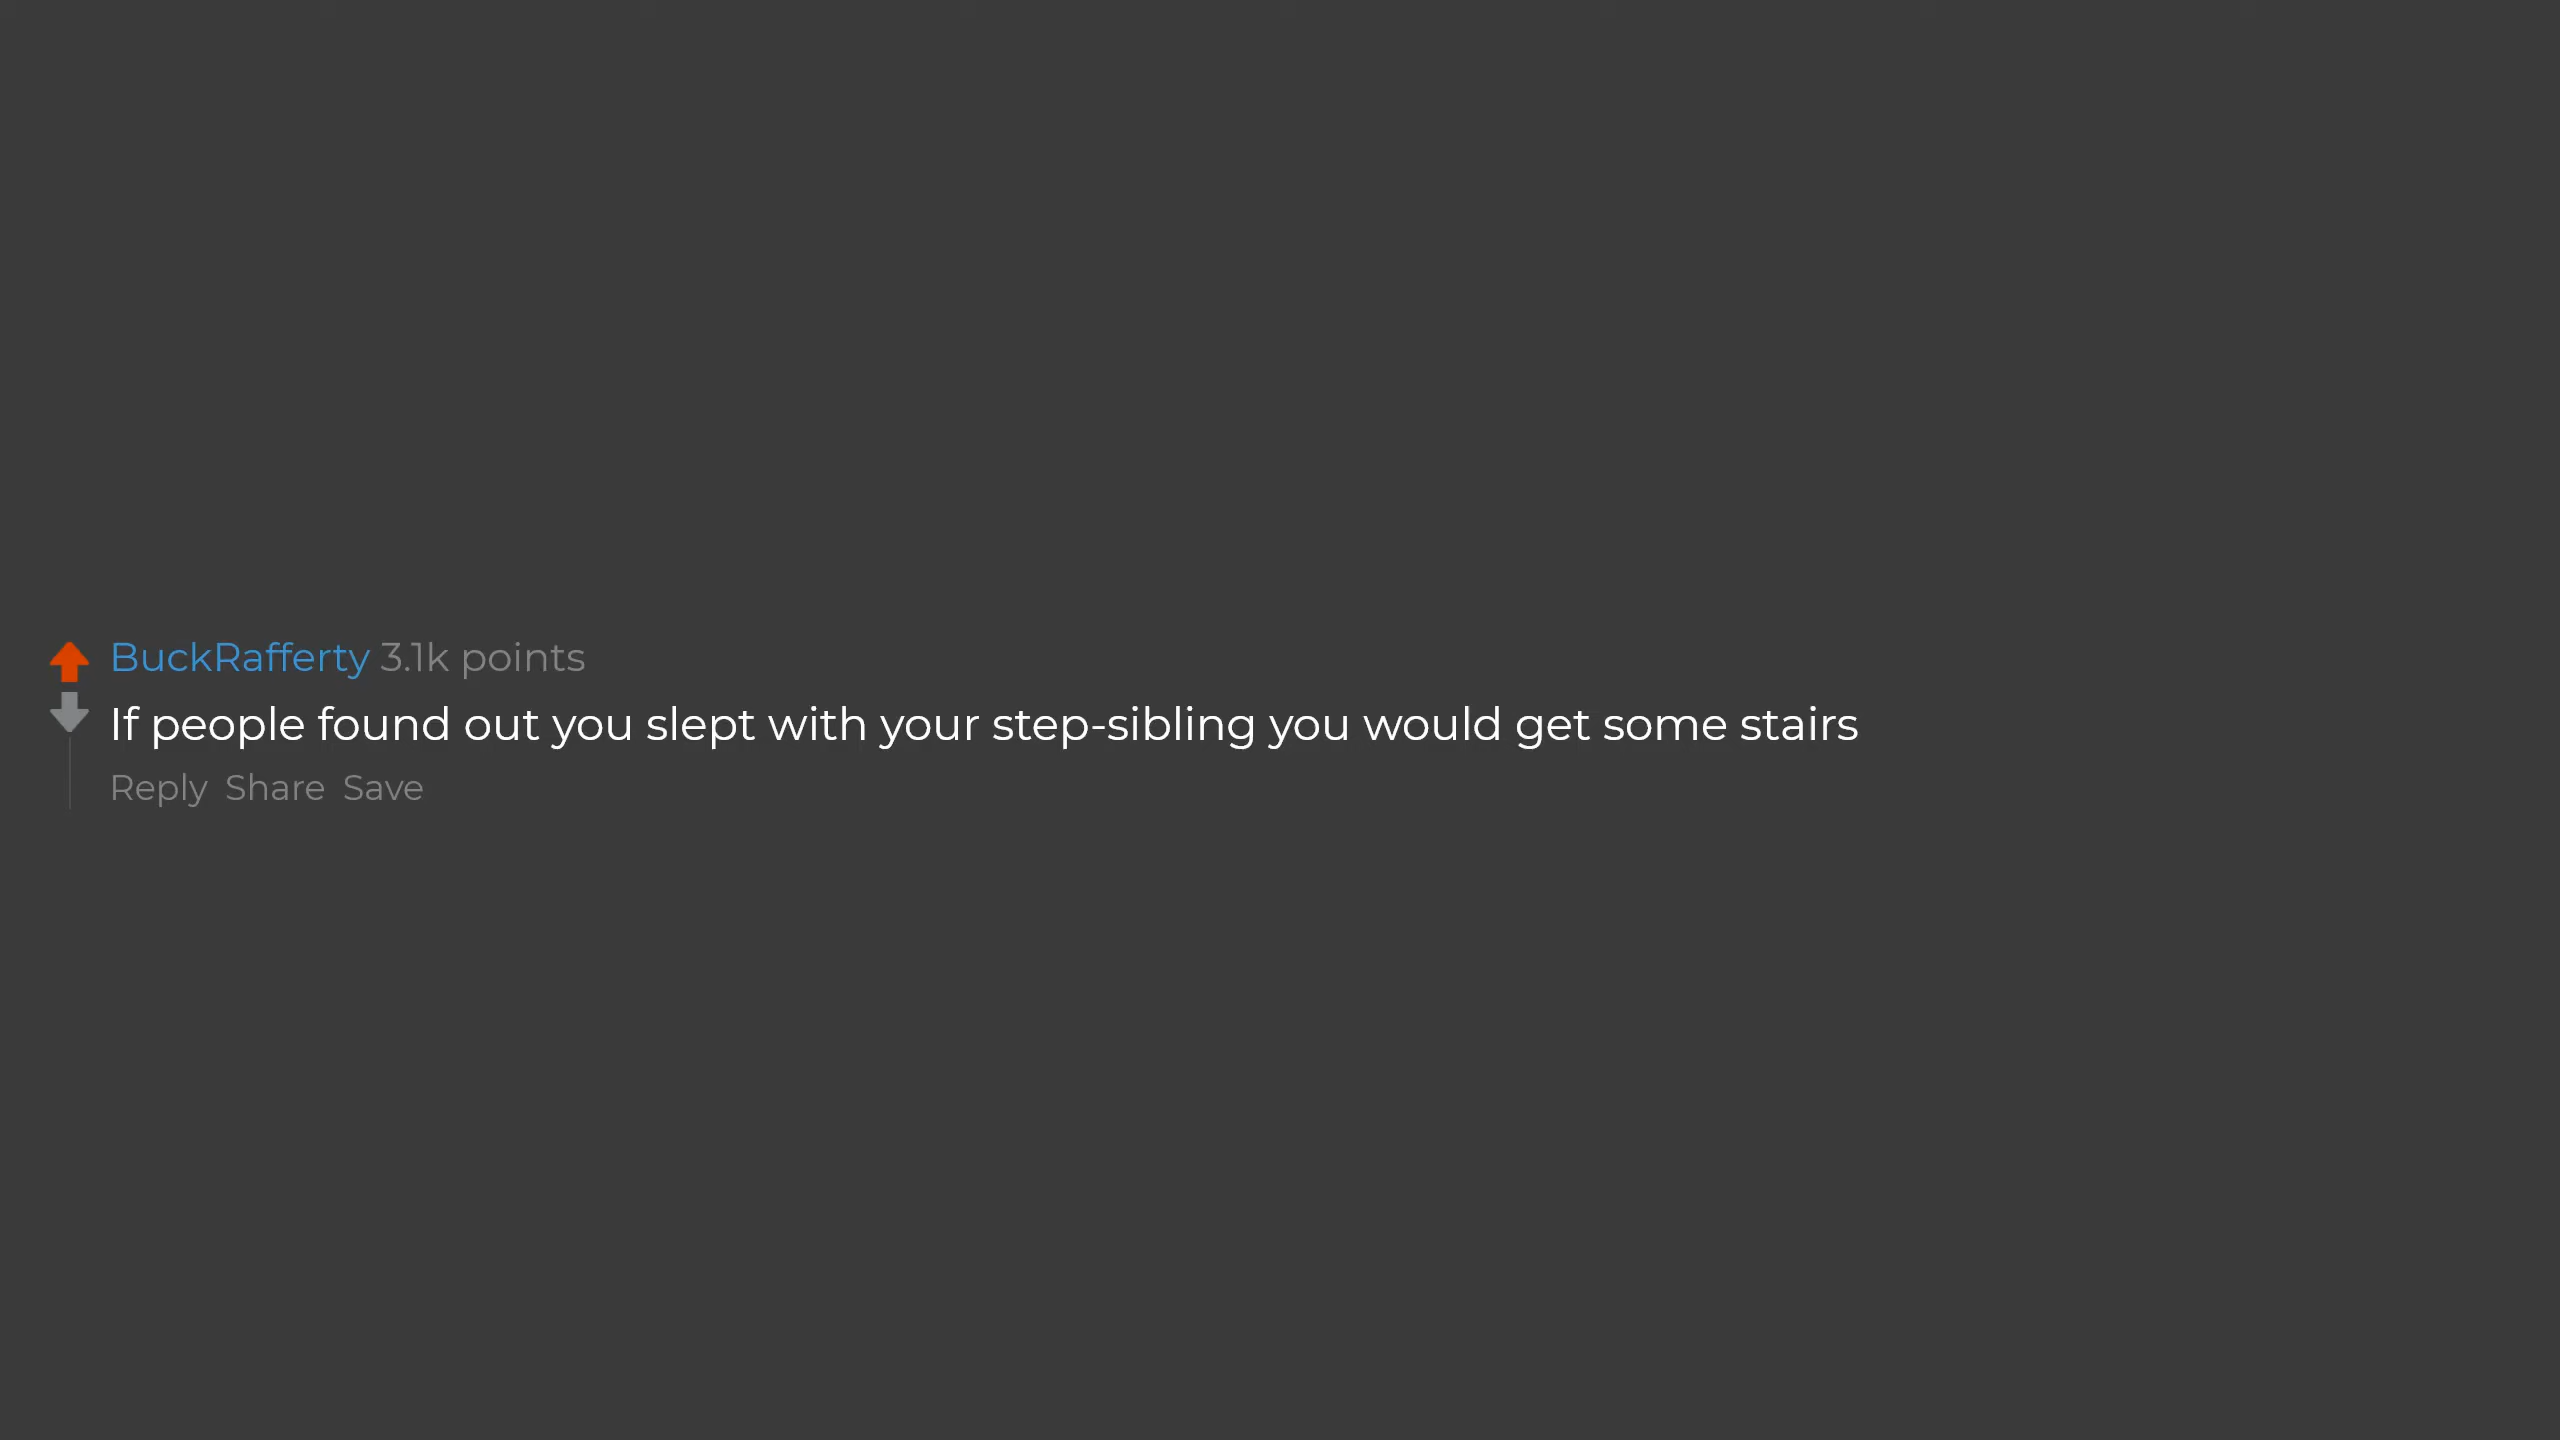 BuckRafferty 3.1k points
If people found out you slept with your step-sibling you would get some stairs
Reply Share Save